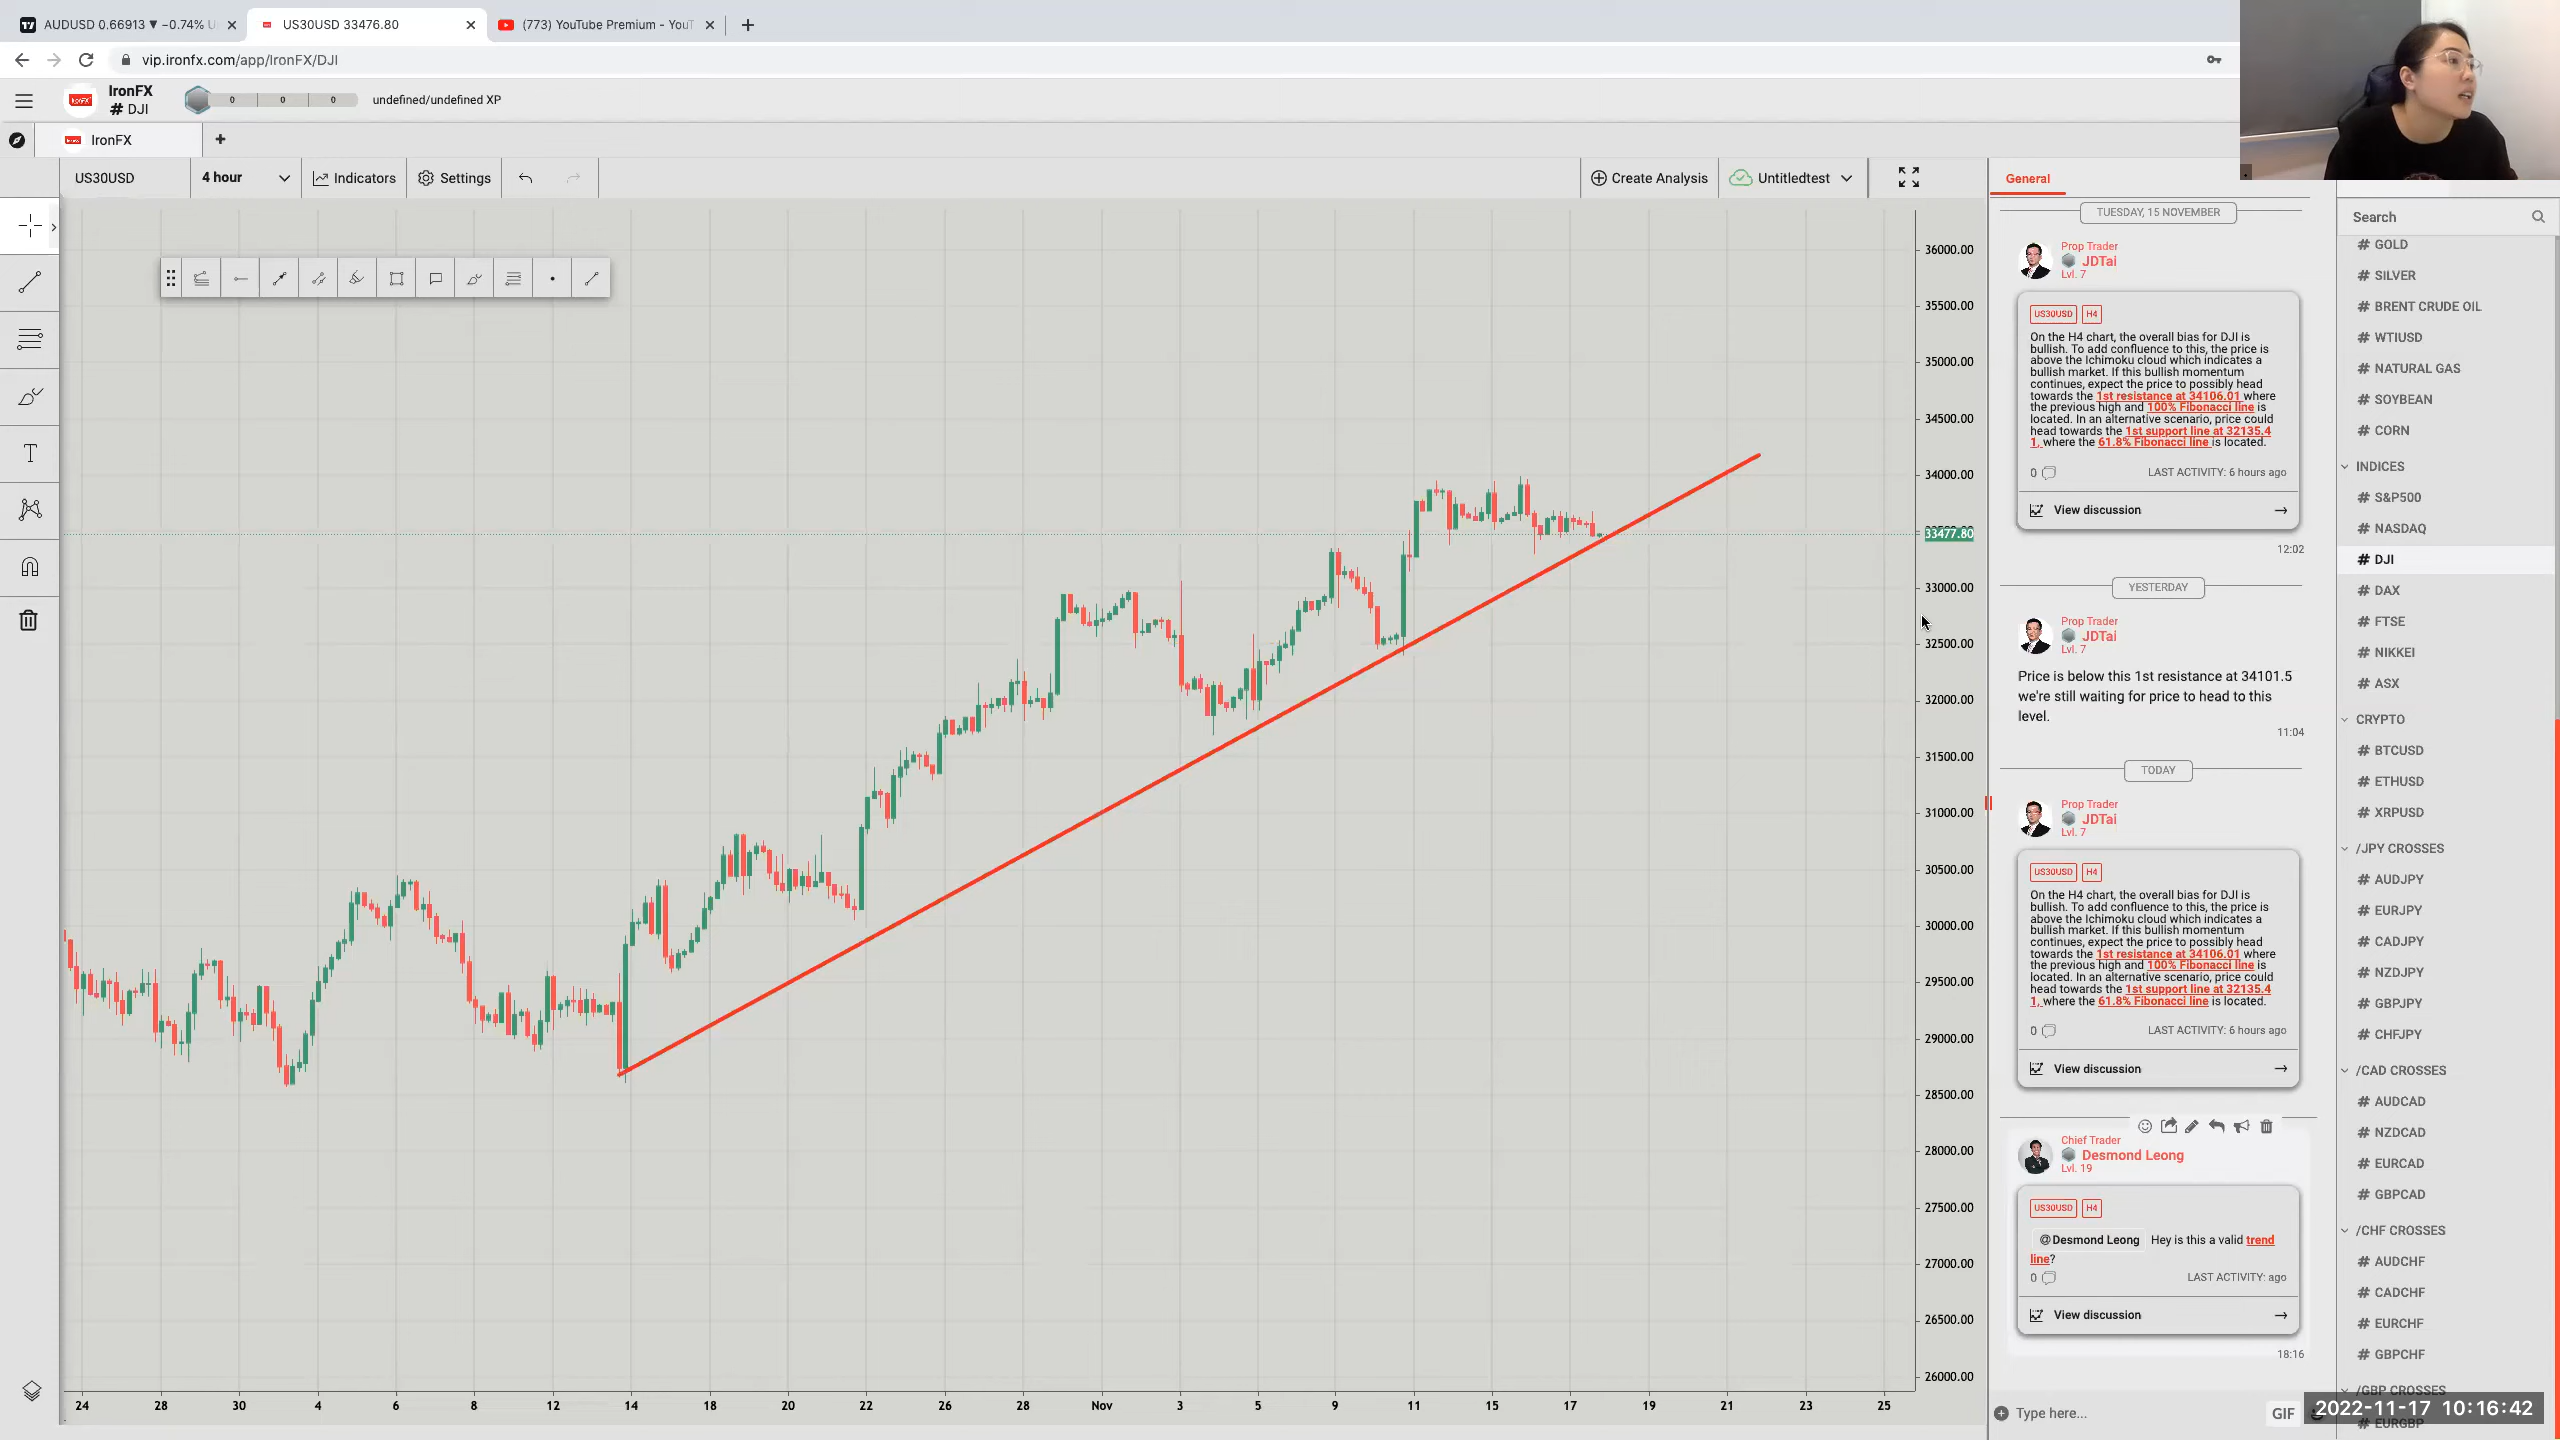 AUDUSD 0.66913 ▼ −0.74% U
US30USD 33476.80
(773) YouTube Premium - YouT
vip.ironfx.com/app/IronFX/DJI
IronFX
IronFX
# DJI
0 0 0
undefined/undefined XP
IronFX
US30USD
4 hour
Indicators
Settings
Create Analysis
Untitledtest
T
36000.00
35500.00
35000.00
34500.00
34000.00
33477.80
33000.00
32500.00
32000.00
31500.00
31000.00
30500.00
30000.00
29500.00
29000.00
28500.00
28000.00
27500.00
27000.00
26500.00
26000.00
24 28 30 4 6 8 12 14 18 20 22 26 28 Nov 3 5 9 11 15 17 19 21 23 25
General
TUESDAY, 15 NOVEMBER
Prop Trader
JDTai
Lvl. 7
US30USD H4
On the H4 chart, the overall bias for DJI is
bullish. To add confluence to this, the price is
above the Ichimoku cloud which indicates a
bullish market. If this bullish momentum
continues, expect the price to possibly head
towards the 1st resistance at 34106.01 where
the previous high and 100% Fibonacci line is
located. In an alternative scenario, price could
head towards the 1st support line at 32135.4
1, where the 61.8% Fibonacci line is located.
0 LAST ACTIVITY: 6 hours ago
View discussion
12:02
YESTERDAY
Prop Trader
JDTai
Lvl. 7
Price is below this 1st resistance at 34101.5
we're still waiting for price to head to this
level.
11:04
TODAY
Prop Trader
JDTai
Lvl. 7
US30USD H4
On the H4 chart, the overall bias for DJI is
bullish. To add confluence to this, the price is
above the Ichimoku cloud which indicates a
bullish market. If this bullish momentum
continues, expect the price to possibly head
towards the 1st resistance at 34106.01 where
the previous high and 100% Fibonacci line is
located. In an alternative scenario, price could
head towards the 1st support line at 32135.4
1, where the 61.8% Fibonacci line is located.
0 LAST ACTIVITY: 6 hours ago
View discussion
Chief Trader
Desmond Leong
Lvl. 19
US30USD H4
@Desmond Leong Hey is this a valid trend
line?
0 LAST ACTIVITY: ago
View discussion
18:16
Type here...
GIF
Search
# GOLD
# SILVER
# BRENT CRUDE OIL
# WTIUSD
# NATURAL GAS
# SOYBEAN
# CORN
INDICES
# S&P500
# NASDAQ
# DJI
# DAX
# FTSE
# NIKKEI
# ASX
CRYPTO
# BTCUSD
# ETHUSD
# XRPUSD
/JPY CROSSES
# AUDJPY
# EURJPY
# CADJPY
# NZDJPY
# GBPJPY
# CHFJPY
/CAD CROSSES
# AUDCAD
# NZDCAD
# EURCAD
# GBPCAD
/CHF CROSSES
# AUDCHF
# CADCHF
# EURCHF
# GBPCHF
/GBP CROSSES
2022-11-17 10:16:42
# EURGBP